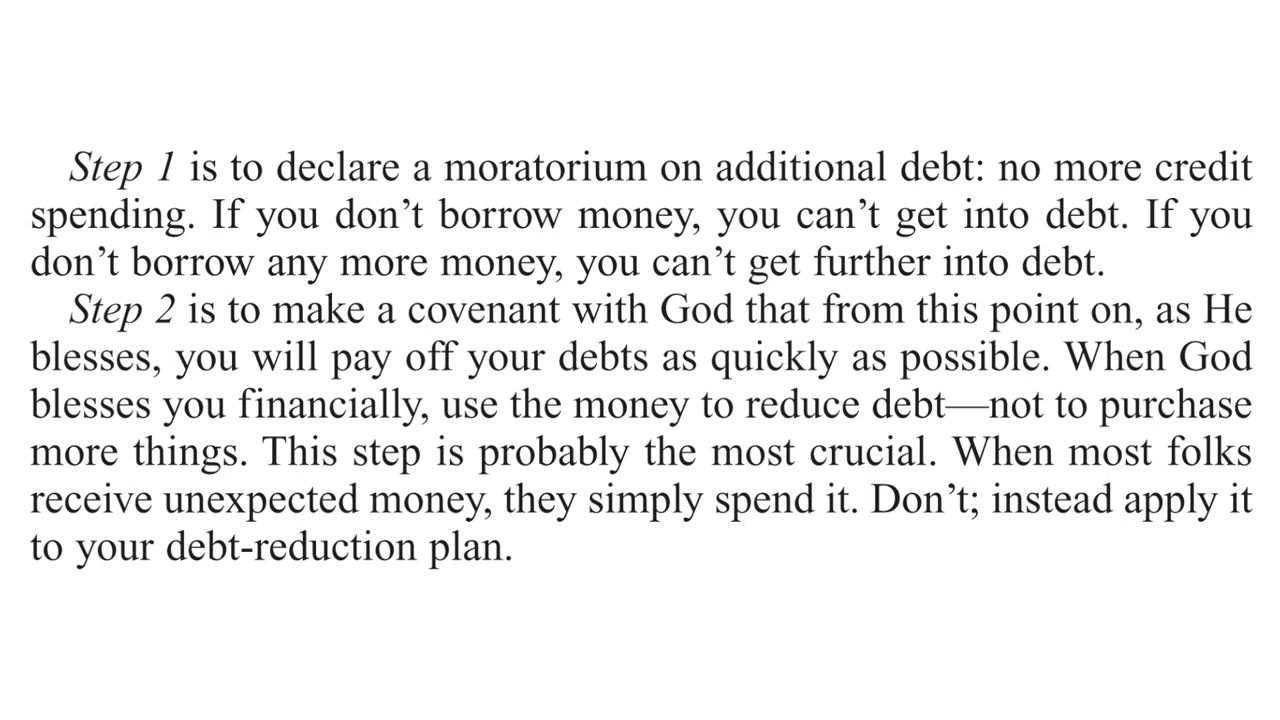 Step 1 is to declare a moratorium on additional debt: no more credit
spending. If you don’t borrow money, you can’t get into debt. If you
don’t borrow any more money, you can’t get further into debt.
Step 2 is to make a covenant with God that from this point on, as He
blesses, you will pay off your debts as quickly as possible. When God
blesses you financially, use the money to reduce debt—not to purchase
more things. This step is probably the most crucial. When most folks
receive unexpected money, they simply spend it. Don’t; instead apply it
to your debt-reduction plan.